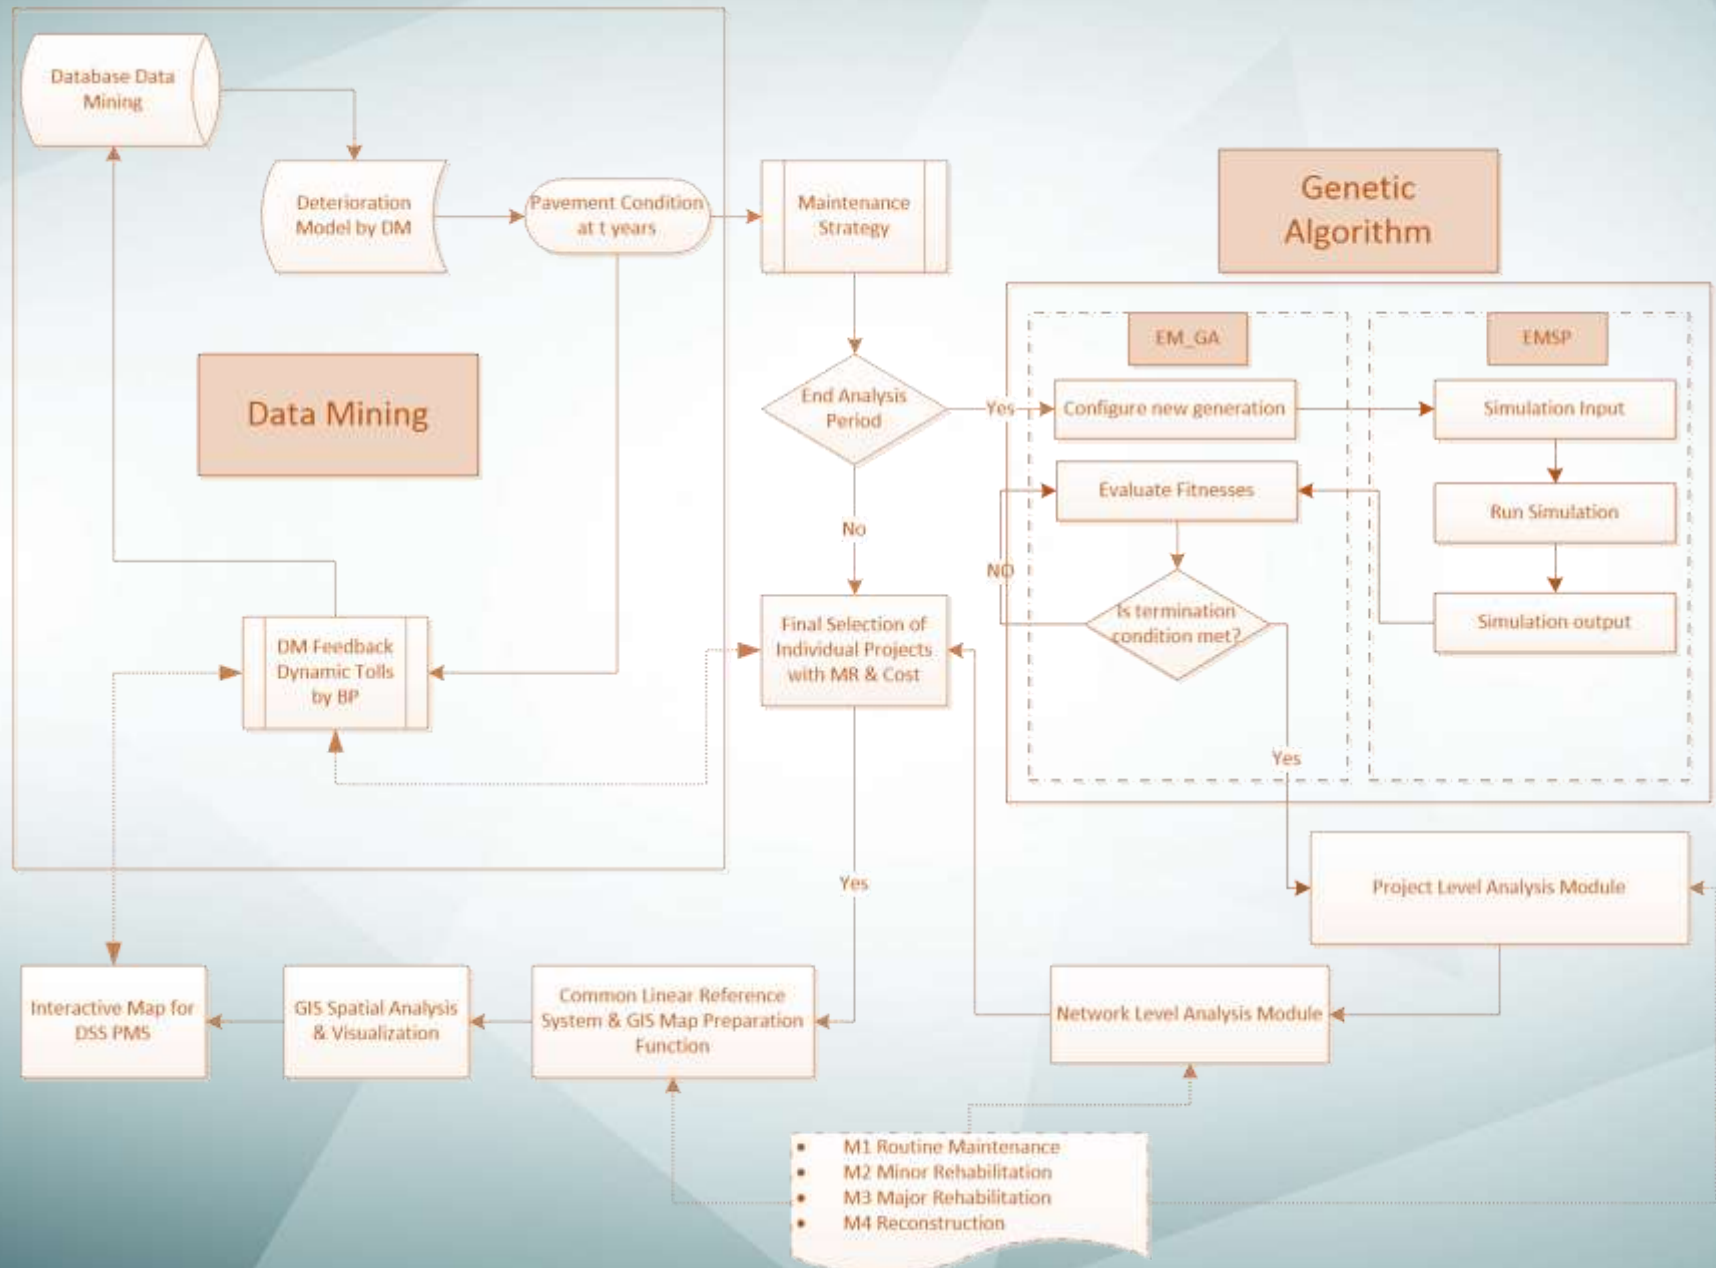 Database Data
Mining
Deterioration
Model by DM
Pavement Condition
at t years
Maintenance
Strategy
Genetic
Algorithm
Data Mining
End Analysis
Period
Yes
No
EM_GA
EMSP
Configure new generation
Simulation Input
Evaluate Fitnesses
Run Simulation
NO
Is termination
condition met?
Simulation output
Yes
DM Feedback
Dynamic Tolls
by BP
Final Selection of
Individual Projects
with MR & Cost
Yes
Project Level Analysis Module
Interactive Map for
DSS PMS
GIS Spatial Analysis
& Visualization
Common Linear Reference
System & GIS Map Preparation
Function
Network Level Analysis Module
• M1 Routine Maintenance
• M2 Minor Rehabilitation
• M3 Major Rehabilitation
• M4 Reconstruction